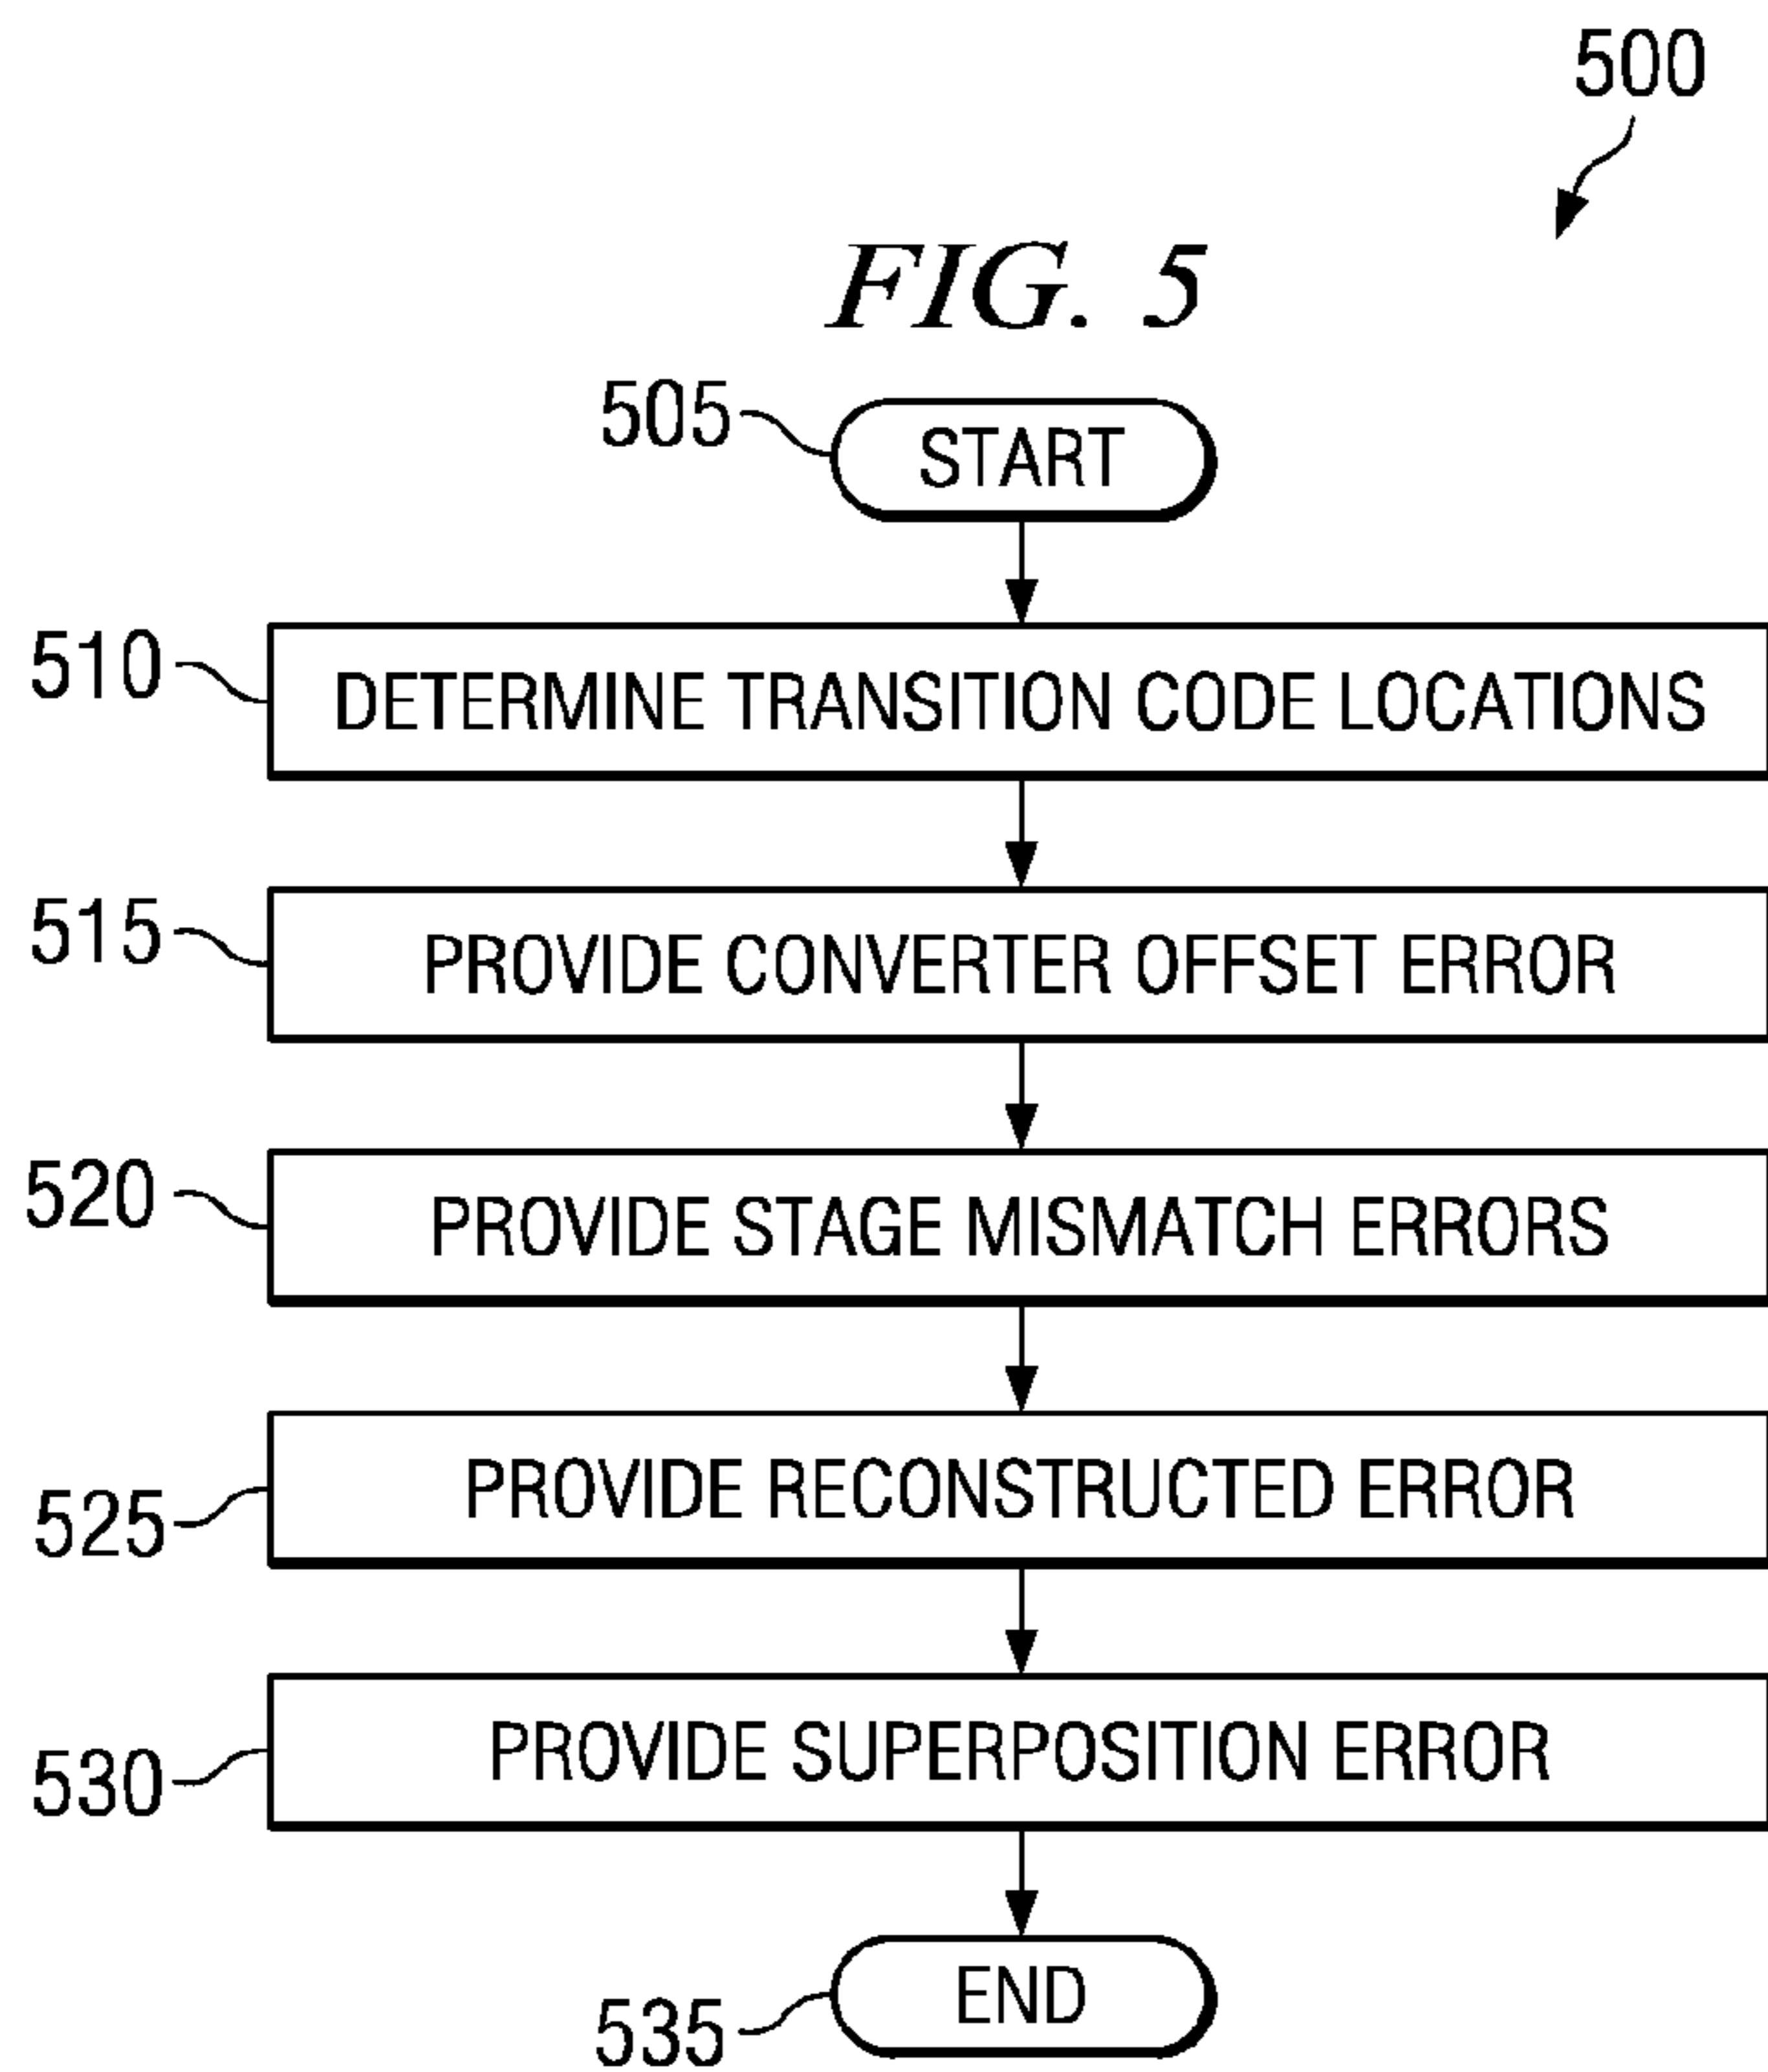 500
FIG. 5
505
START
510
DETERMINE TRANSITION CODE LOCATIONS
515
PROVIDE CONVERTER OFFSET ERROR
520
PROVIDE STAGE MISMATCH ERRORS
525
PROVIDE RECONSTRUCTED ERROR
530
PROVIDE SUPERPOSITION ERROR
535
END